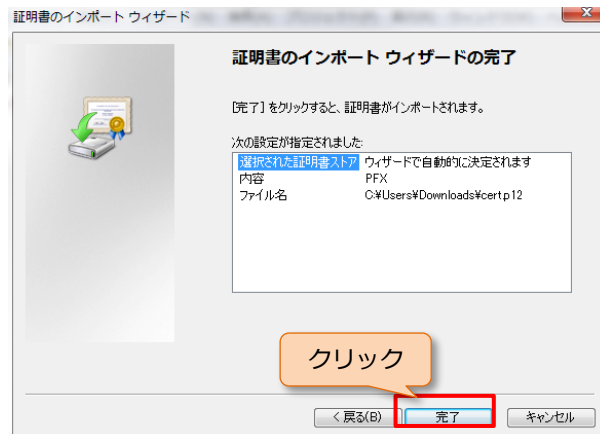 証明書のインポート ウィザード
証明書のインポート ウィザードの完了
[完了] をクリックすると、証明書がインポートされます。
次の設定が指定されました:
選択された証明書ストア ウィザードで自動的に決定されます
内容 PFX
ファイル名 C:¥Users¥Downloads¥cert.p12
クリック
< 戻る(B) 完了 キャンセル